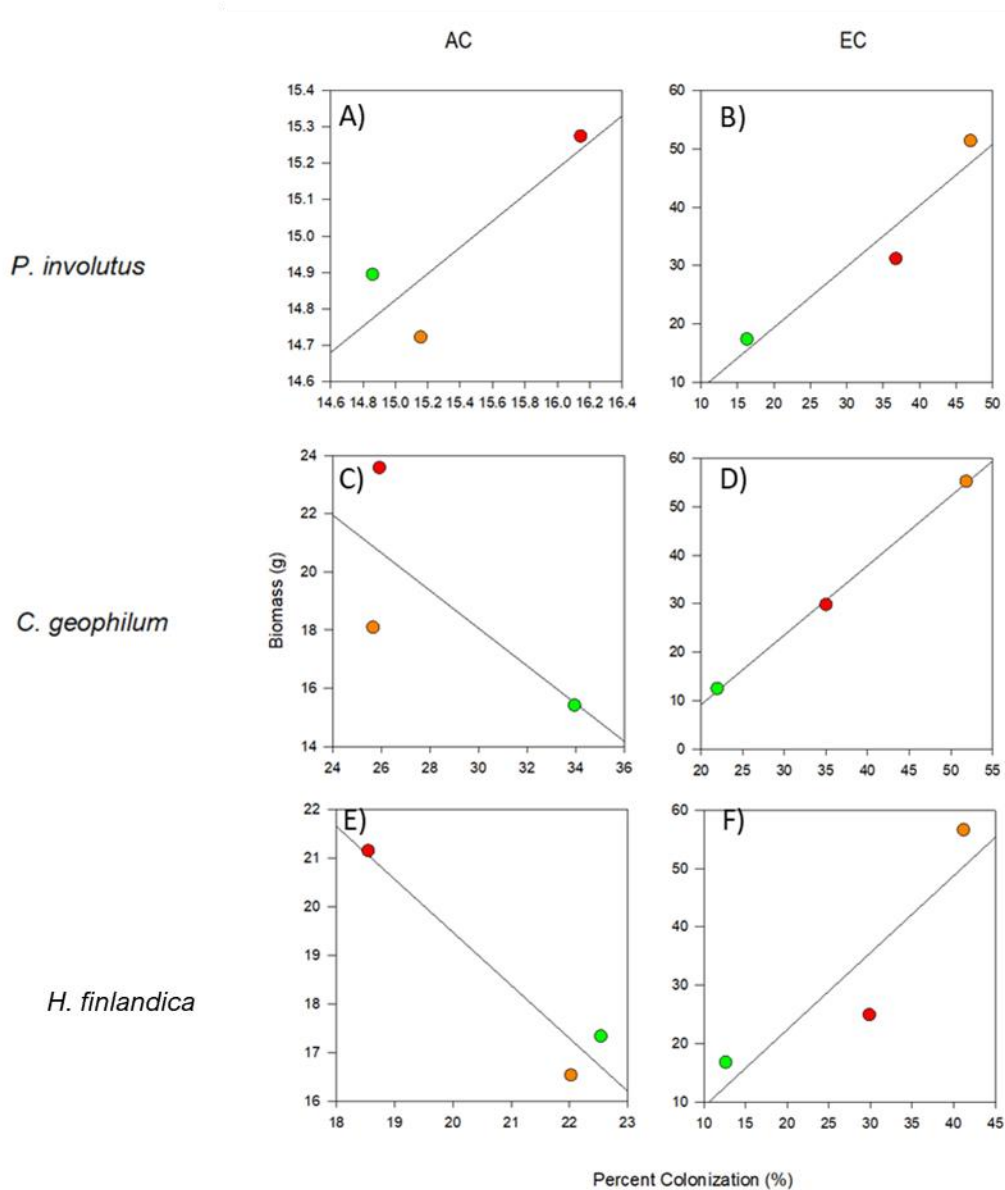 AC EC
P. involutus
A)
15.4
15.3
15.2
15.1
15.0
14.9
14.8
14.7
14.6
14.6 14.8 15.0 15.2 15.4 15.6 15.8 16.0 16.2 16.4
B)
60
50
40
30
20
10
10 15 20 25 30 35 40 45 50
C. geophilum
Biomass (g)
C)
24
22
20
18
16
14
24 26 28 30 32 34 36
D)
60
50
40
30
20
10
0
20 25 30 35 40 45 50 55
H. finlandica
E)
22
21
20
19
18
17
16
18 19 20 21 22 23
F)
60
50
40
30
20
10
10 15 20 25 30 35 40 45
Percent Colonization (%)